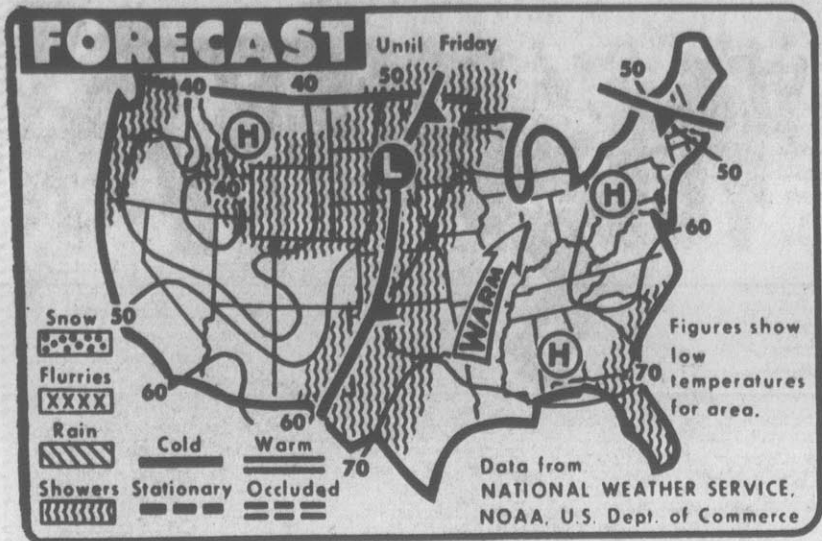 FORECAST
Until Friday
40
40
50
50
H
L
40
H
50
60
WARM
H
50
60
60
70
70
Figures show
low
temperatures
for area.
Snow
Flurries
XXXX
Rain
Showers
Cold
Warm
Stationary
Occluded
Data from
NATIONAL WEATHER SERVICE,
NOAA, U.S. Dept. of Commerce